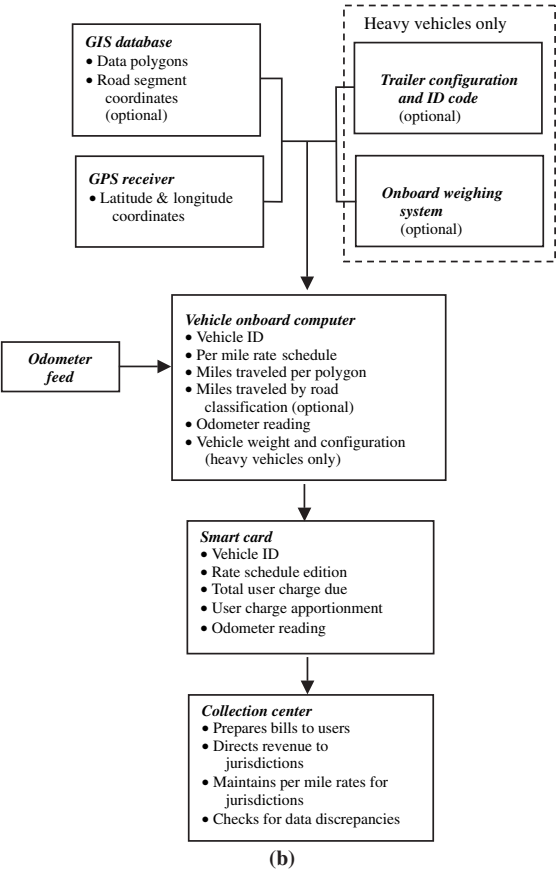 GIS database
• Data polygons
• Road segment
coordinates
(optional)
GPS receiver
• Latitude & longitude
coordinates
Heavy vehicles only
Trailer configuration
and ID code
(optional)
Onboard weighing
system
(optional)
Odometer
feed
Vehicle onboard computer
• Vehicle ID
• Per mile rate schedule
• Miles traveled per polygon
• Miles traveled by road
classification (optional)
• Odometer reading
• Vehicle weight and configuration
(heavy vehicles only)
Smart card
• Vehicle ID
• Rate schedule edition
• Total user charge due
• User charge apportionment
• Odometer reading
Collection center
• Prepares bills to users
• Directs revenue to
jurisdictions
• Maintains per mile rates for
jurisdictions
• Checks for data discrepancies
(b)